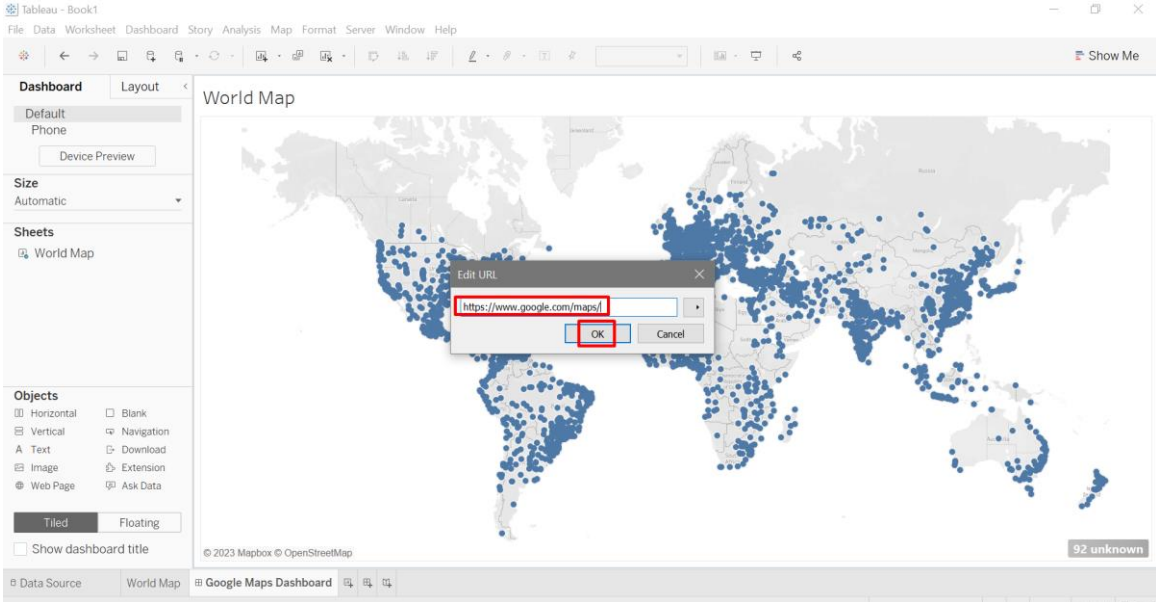 Tableau - Book1
File Data Worksheet Dashboard Story Analysis Map Format Server Window Help
Show Me
Dashboard Layout
Default
Phone
Device Preview
Size
Automatic
Sheets
World Map
Objects
Horizontal Blank
Vertical Navigation
A Text Download
Image Extension
Web Page Ask Data
Tiled Floating
Show dashboard title
World Map
Canada
Russia
Edit URL
https://www.google.com/maps/
OK Cancel
© 2023 Mapbox © OpenStreetMap
92 unknown
Data Source World Map Google Maps Dashboard